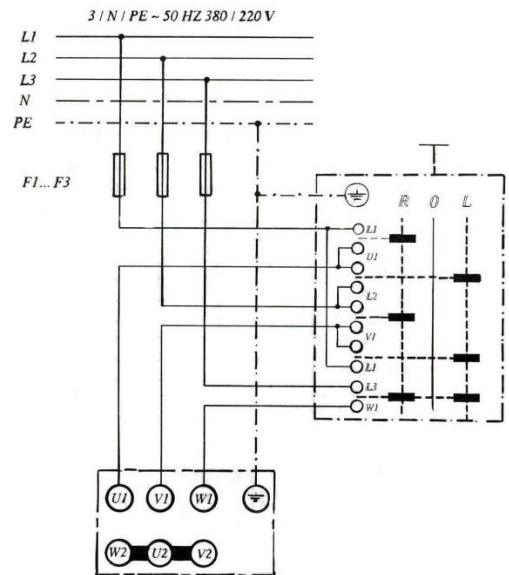 3 / N / PE ~ 50 HZ 380 / 220 V
L1
L2
L3
N
PE
F1... F3
R 0 L
L1
U1
L2
V1
L1
L3
W1
U1 V1 W1
W2 U2 V2